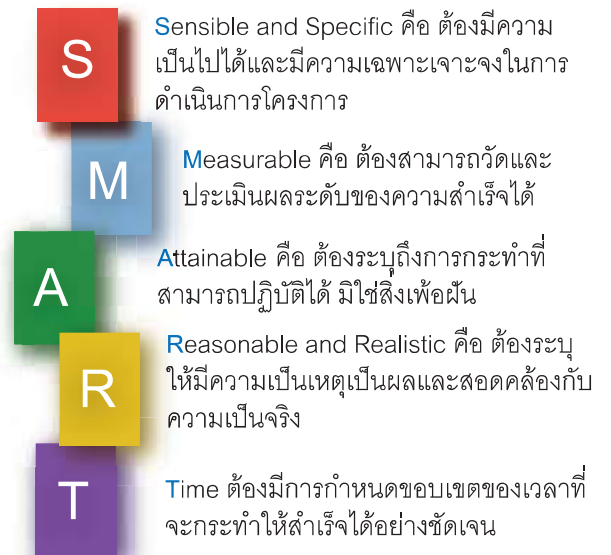 S
Sensible and Specific คือ ต้องมีความ
เป็นไปได้และมีความเฉพาะเจาะจงในการ
ดำเนินการโครงการ
M
Measurable คือ ต้องสามารถวัดและ
ประเมินผลระดับของความสำเร็จได้
A
Attainable คือ ต้องระบุถึงการกระทำที่
สามารถปฏิบัติได้ มิใช่สิ่งเพ้อฝัน
R
Reasonable and Realistic คือ ต้องระบุ
ให้มีความเป็นเหตุเป็นผลและสอดคล้องกับ
ความเป็นจริง
T
Time ต้องมีการกำหนดขอบเขตของเวลาที่
จะกระทำให้สำเร็จได้อย่างชัดเจน